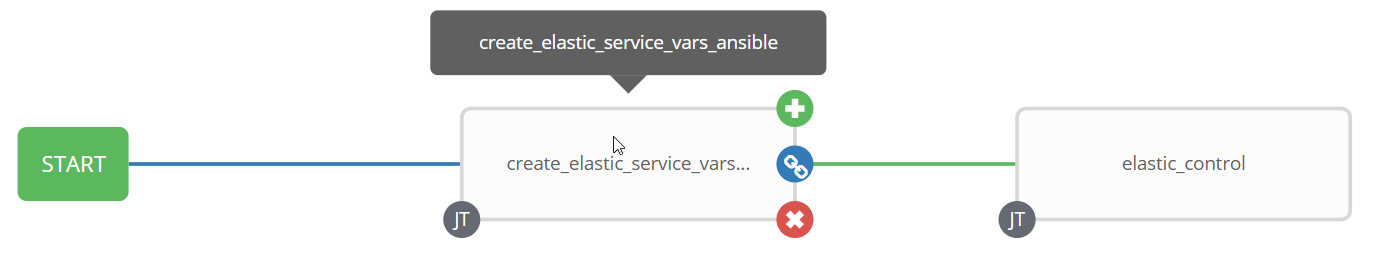 create_elastic_service_vars_ansible
START
create_elastic_service_vars...
elastic_control
JT
JT